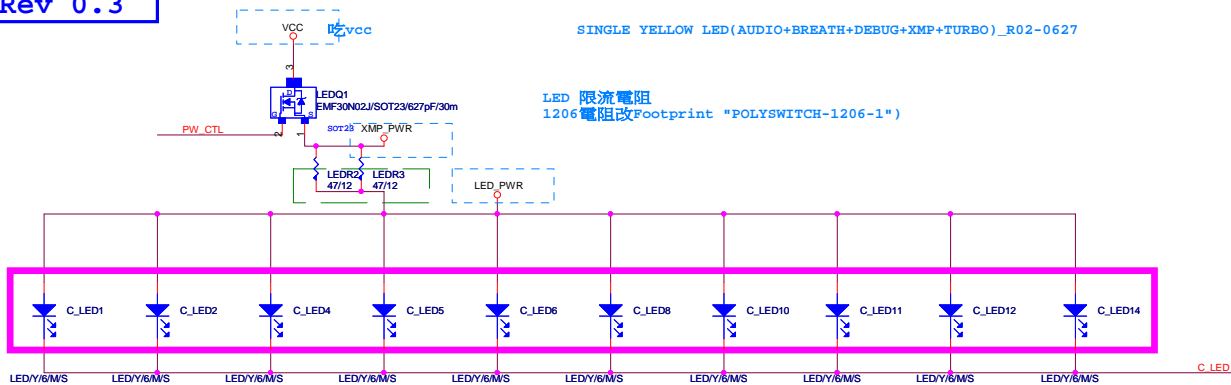 Rev 0.3
VCC
吃vcc
SINGLE YELLOW LED(AUDIO+BREATH+DEBUG+XMP+TURBO)_R02-0627
3
D
G
S
LEDQ1
EMF30N02J/SOT23/627pF/30m
LED 限流電阻
1206電阻改Footprint "POLYSWITCH-1206-1")
PW_CTL
2
1
SOT23
XMP_PWR
LEDR2
47/12
LEDR3
47/12
LED_PWR
C_LED1
C_LED2
C_LED4
C_LED5
C_LED6
C_LED8
C_LED10
C_LED11
C_LED12
C_LED14
C_LED
LED/Y/6/M/S
LED/Y/6/M/S
LED/Y/6/M/S
LED/Y/6/M/S
LED/Y/6/M/S
LED/Y/6/M/S
LED/Y/6/M/S
LED/Y/6/M/S
LED/Y/6/M/S
LED/Y/6/M/S